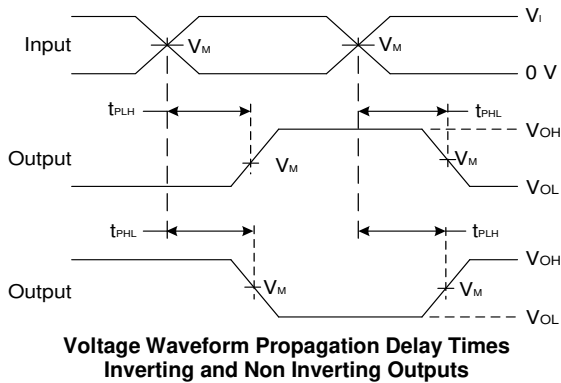 VI
Input
VM
VM
0 V
tPLH
tPHL
VOH
Output
VM
VM
VOL
tPHL
tPLH
VOH
Output
VM
VM
VOL
Voltage Waveform Propagation Delay Times
Inverting and Non Inverting Outputs